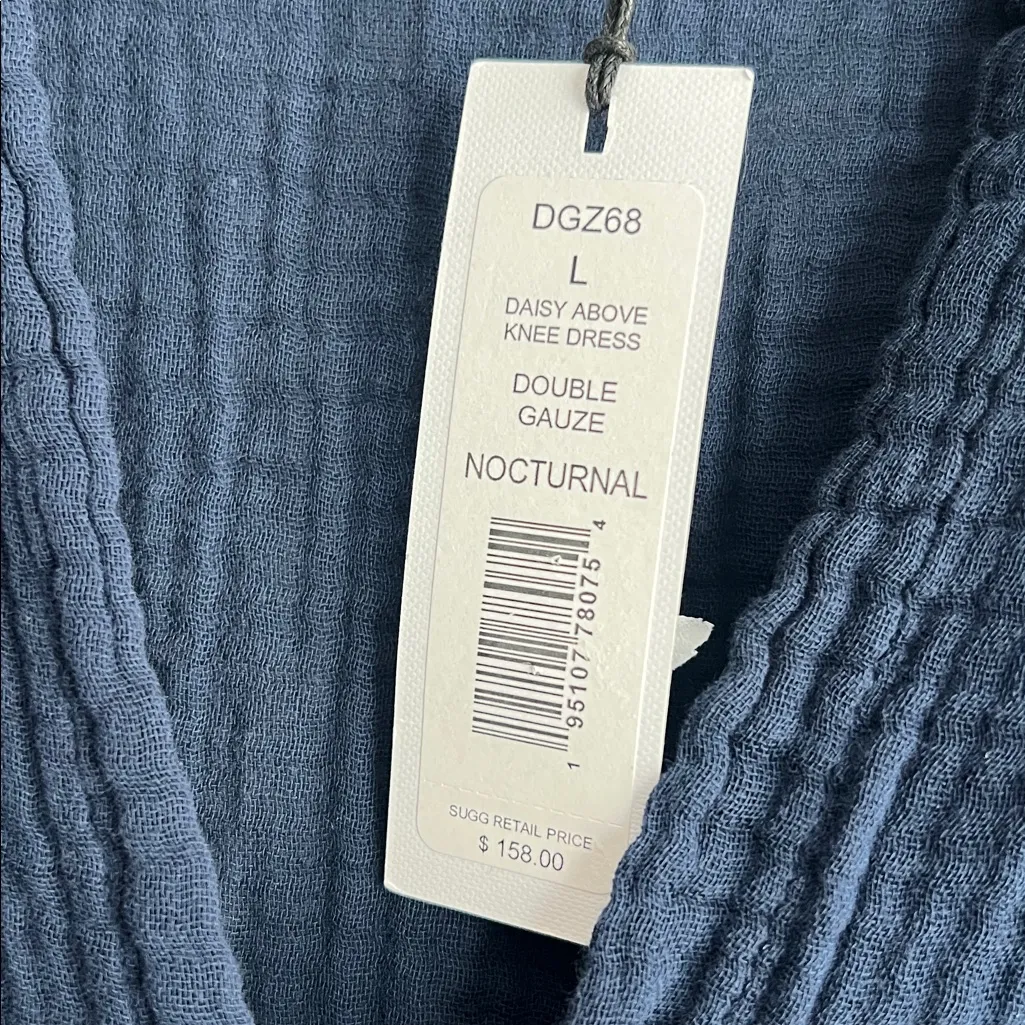 DGZ68
L
DAISY ABOVE
KNEE DRESS
DOUBLE
GAUZE
NOCTURNAL
1 95107 78075 4
SUGG RETAIL PRICE
$ 158.00